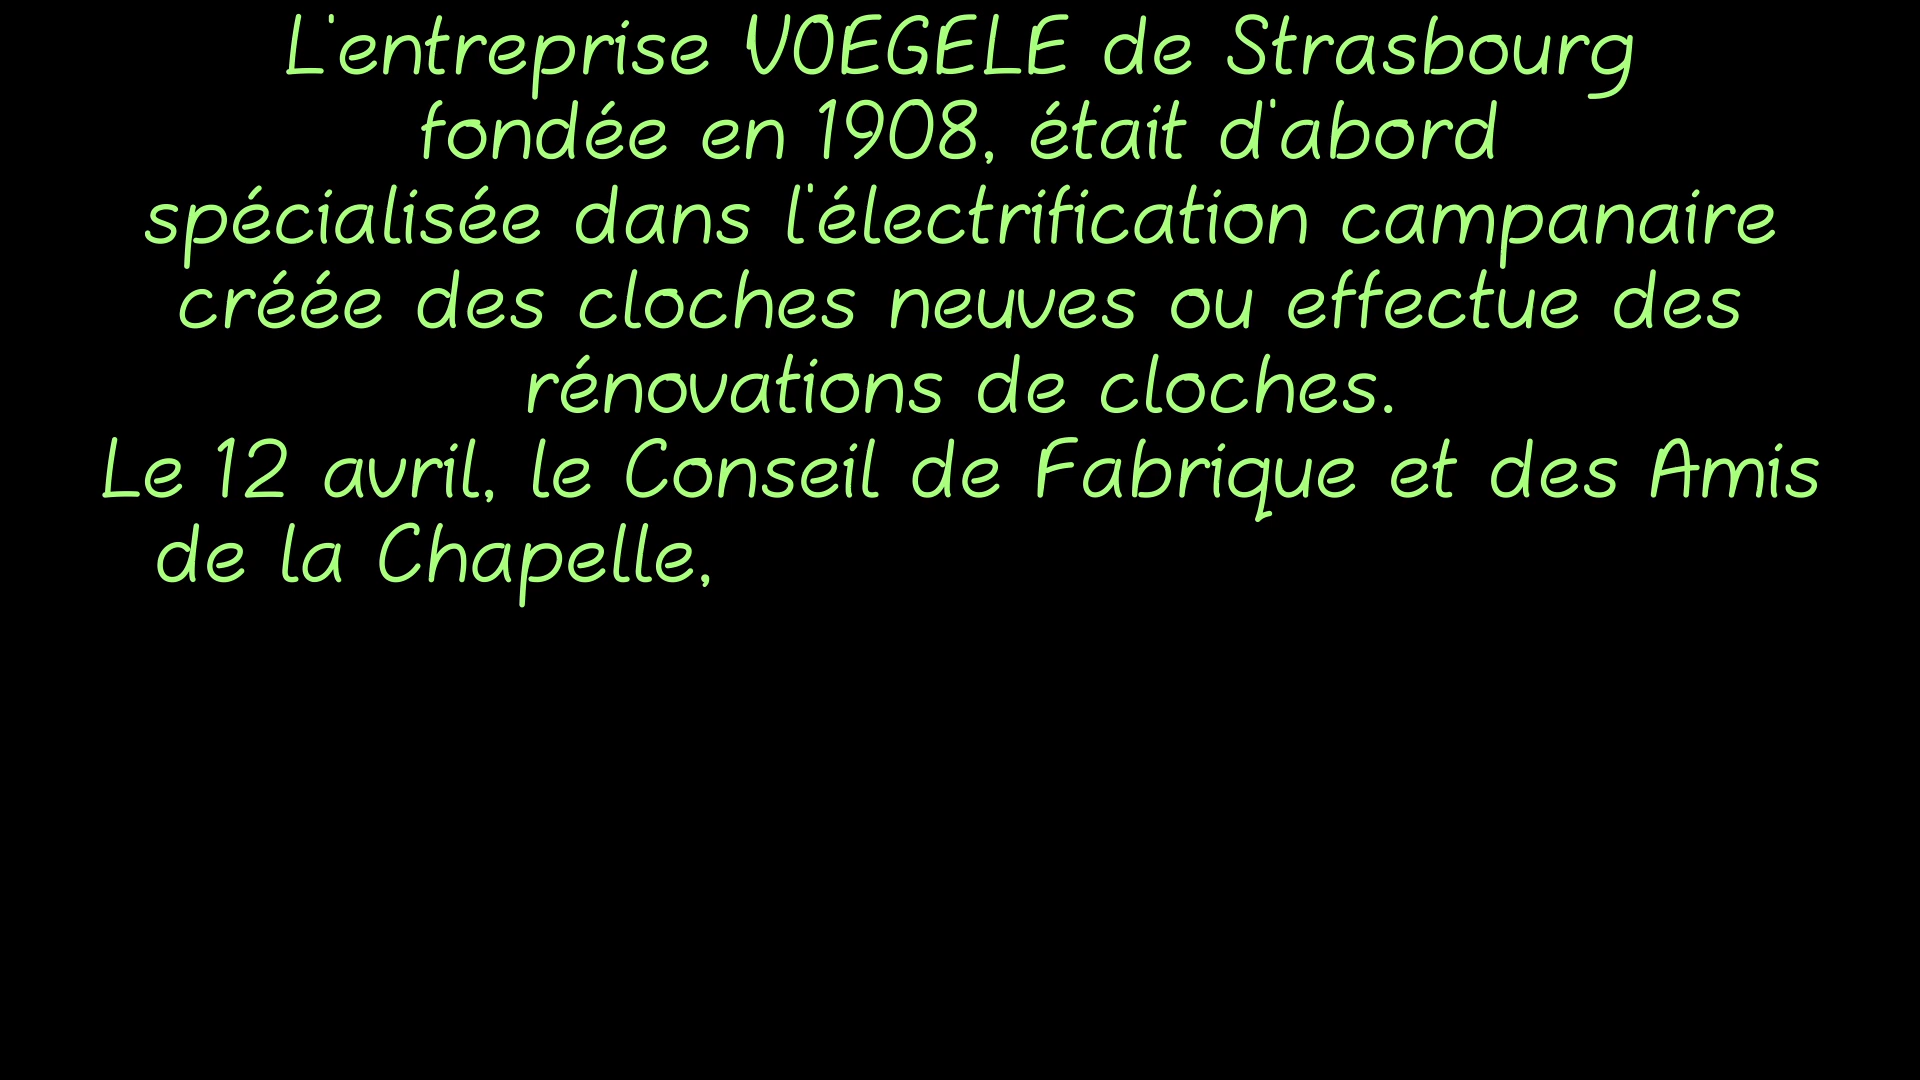 L'entreprise VOEGELE de Strasbourg
fondée en 1908, était d'abord
spécialisée dans l'électrification campanaire
créée des cloches neuves ou effectue des
rénovations de cloches.
Le 12 avril, le Conseil de Fabrique et des Amis
de la Chapelle,